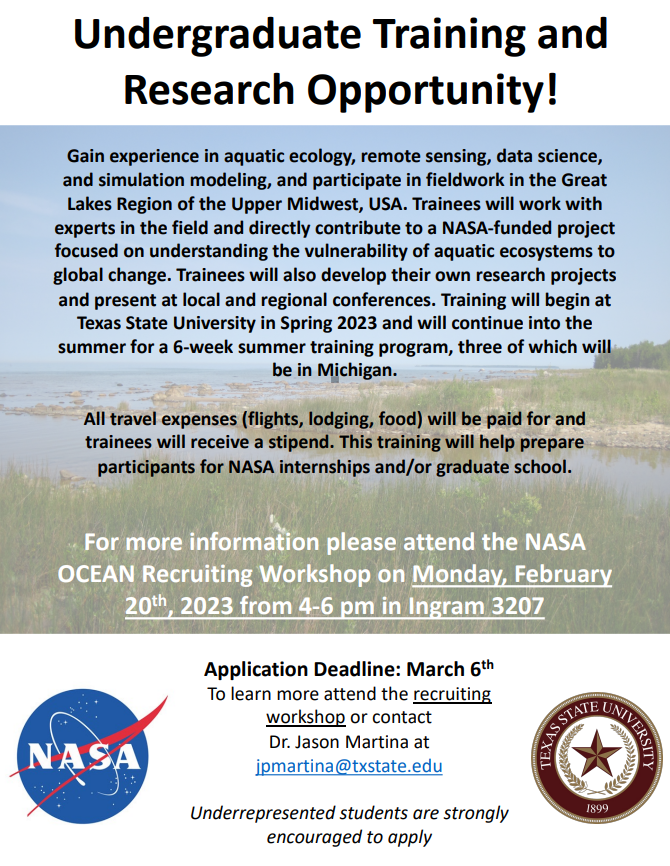 Undergraduate Training and
Research Opportunity!
Gain experience in aquatic ecology, remote sensing, data science,
and simulation modeling, and participate in fieldwork in the Great
Lakes Region of the Upper Midwest, USA. Trainees will work with
experts in the field and directly contribute to a NASA-funded project
focused on understanding the vulnerability of aquatic ecosystems to
global change. Trainees will also develop their own research projects
and present at local and regional conferences. Training will begin at
Texas State University in Spring 2023 and will continue into the
summer for a 6-week summer training program, three of which will
be in Michigan.
All travel expenses (flights, lodging, food) will be paid for and
trainees will receive a stipend. This training will help prepare
participants for NASA internships and/or graduate school.
For more information please attend the NASA
OCEAN Recruiting Workshop on Monday, February
20th, 2023 from 4-6 pm in Ingram 3207
Application Deadline: March 6th
To learn more attend the recruiting
workshop or contact
Dr. Jason Martina at
jpmartina@txstate.edu
Underrepresented students are strongly
encouraged to apply
NASA
TEXAS STATE UNIVERSITY
1899